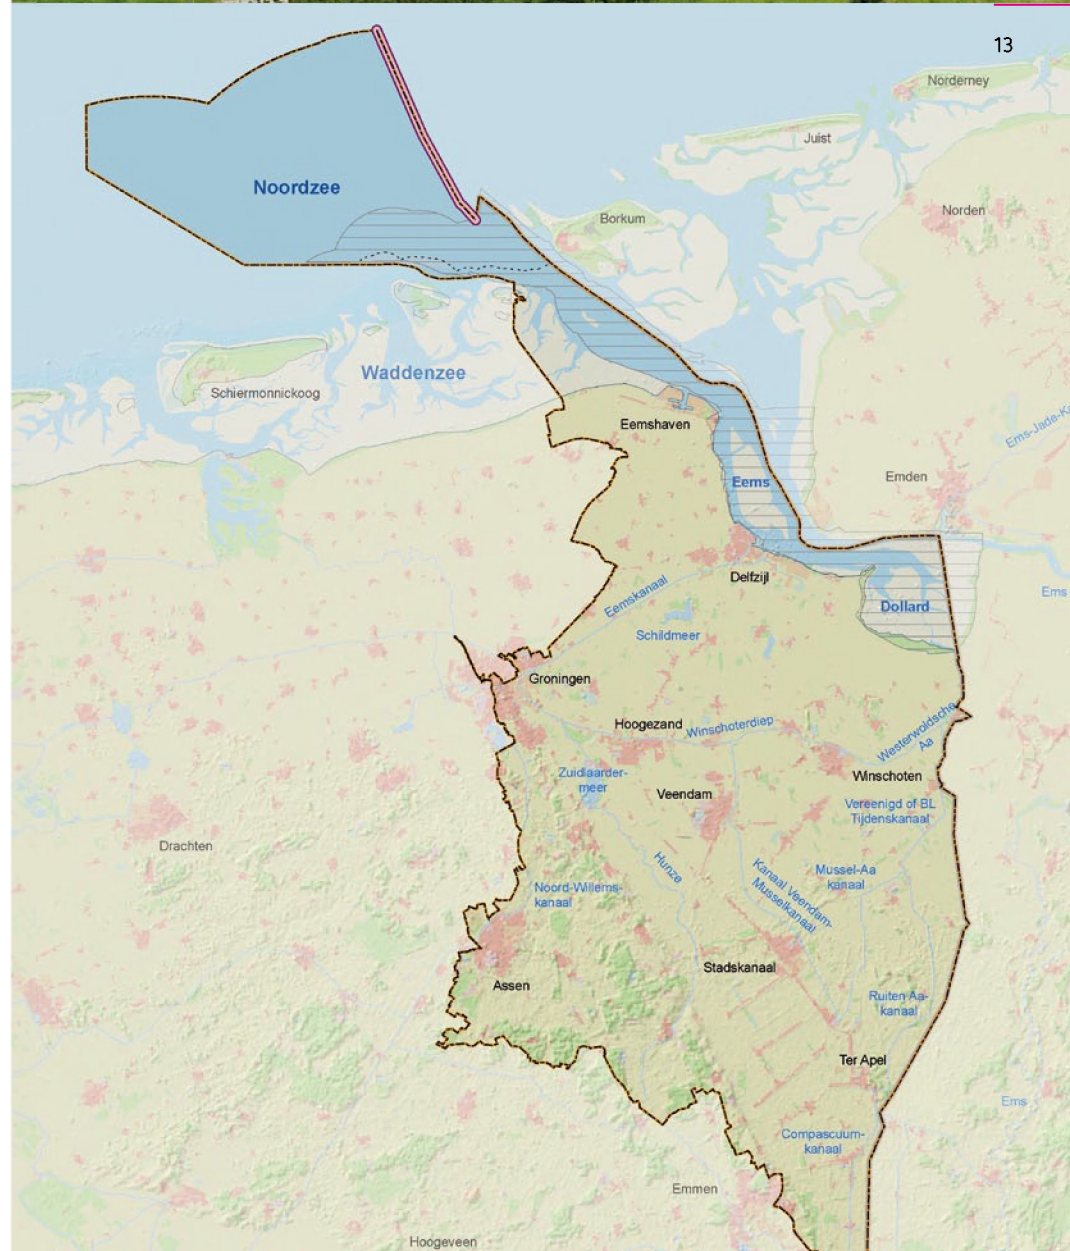 13
Norderney
Juist
Noordzee
Borkum
Norden
Waddenzee
Schiermonnickoog
Eemshaven
Ems-Jade-Ka
Emden
Eems
Delfzijl
Eemskanaal
Dollard
Ems
Schildmeer
Groningen
Hoogezand
Winschoterdiep
Westerwoldsche
Aa
Zuidlaarder-
meer
Winschoten
Veendam
Vereenigd of BL
Tijdenskanaal
Drachten
Hunze
Kanaal Veendam-
Musselkanaal
Mussel-Aa
kanaal
Noord-Willems-
kanaal
Stadskanaal
Assen
Ruiten Aa-
kanaal
Ter Apel
Ems
Compascuum-
kanaal
Emmen
Hoogeveen